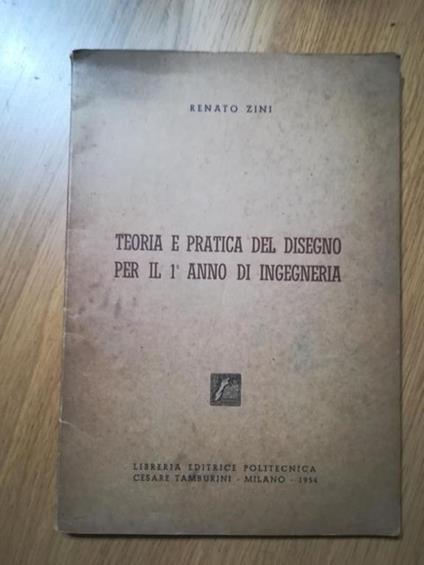 RENATO ZINI
TEORIA E PRATICA DEL DISEGNO
PER IL 1° ANNO DI INGEGNERIA
LIBRERIA EDITRICE POLITECNICA
CESARE TAMBURINI - MILANO - 1954